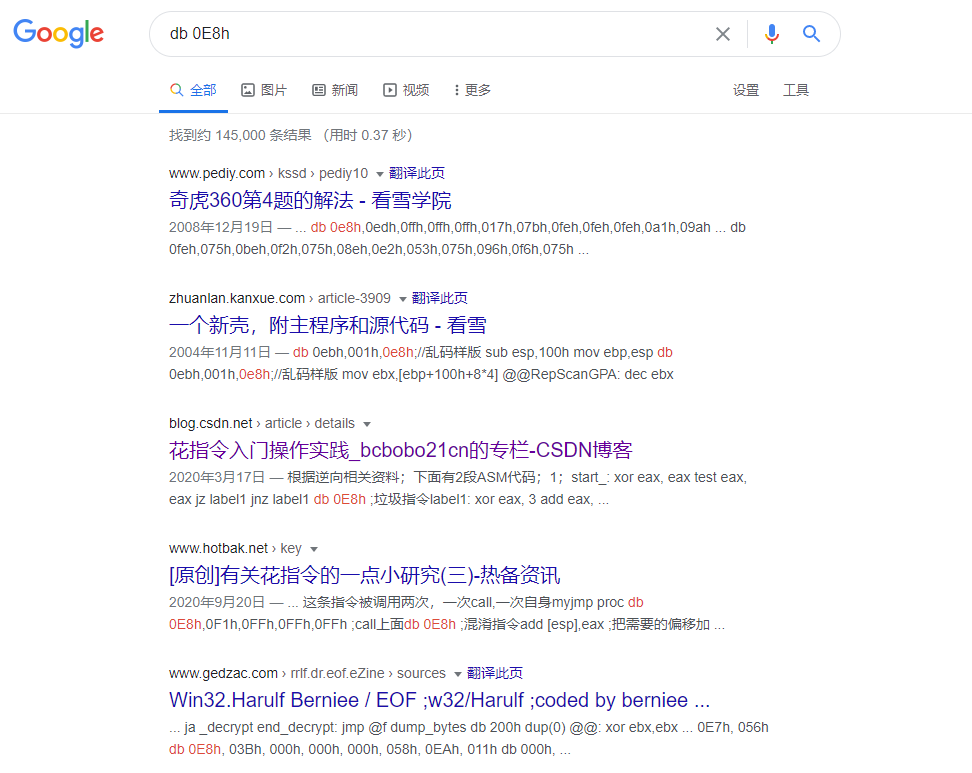 Google
db 0E8h
全部 图片 新闻 视频 更多 设置 工具
找到约 145,000 条结果 （用时 0.37 秒）
www.pediy.com › kssd › pediy10 翻译此页
奇虎360第4题的解法 - 看雪学院
2008年12月19日 — ... db 0e8h,0edh,0ffh,0ffh,0ffh,017h,07bh,0feh,0feh,0feh,0a1h,09ah ... db
0feh,075h,0beh,0f2h,075h,08eh,0e2h,053h,075h,096h,0f6h,075h ...
zhuanlan.kanxue.com › article-3909 翻译此页
一个新壳，附主程序和源代码 - 看雪
2004年11月11日 — db 0ebh,001h,0e8h;//乱码样版 sub esp,100h mov ebp,esp db
0ebh,001h,0e8h;//乱码样版 mov ebx,[ebp+100h+8*4] @@RepScanGPA: dec ebx
blog.csdn.net › article › details
花指令入门操作实践_bcbobo21cn的专栏-CSDN博客
2020年3月17日 — 根据逆向相关资料；下面有2段ASM代码；1；start_: xor eax, eax test eax,
eax jz label1 jnz label1 db 0E8h ;垃圾指令label1: xor eax, 3 add eax, ...
www.hotbak.net › key
[原创]有关花指令的一点小研究(三)-热备资讯
2020年9月20日 — ... 这条指令被调用两次，一次call,一次自身myjmp proc db
0E8h,0F1h,0FFh,0FFh,0FFh ;call上面db 0E8h ;混淆指令add [esp],eax ;把需要的偏移加 ...
www.gedzac.com › rrlf.dr.eof.eZine › sources 翻译此页
Win32.Harulf Berniee / EOF ;w32/Harulf ;coded by berniee ...
... ja _decrypt end_decrypt: jmp @f dump_bytes db 200h dup(0) @@: xor ebx,ebx ... 0E7h, 056h
db 0E8h, 03Bh, 000h, 000h, 000h, 058h, 0EAh, 011h db 000h, ...